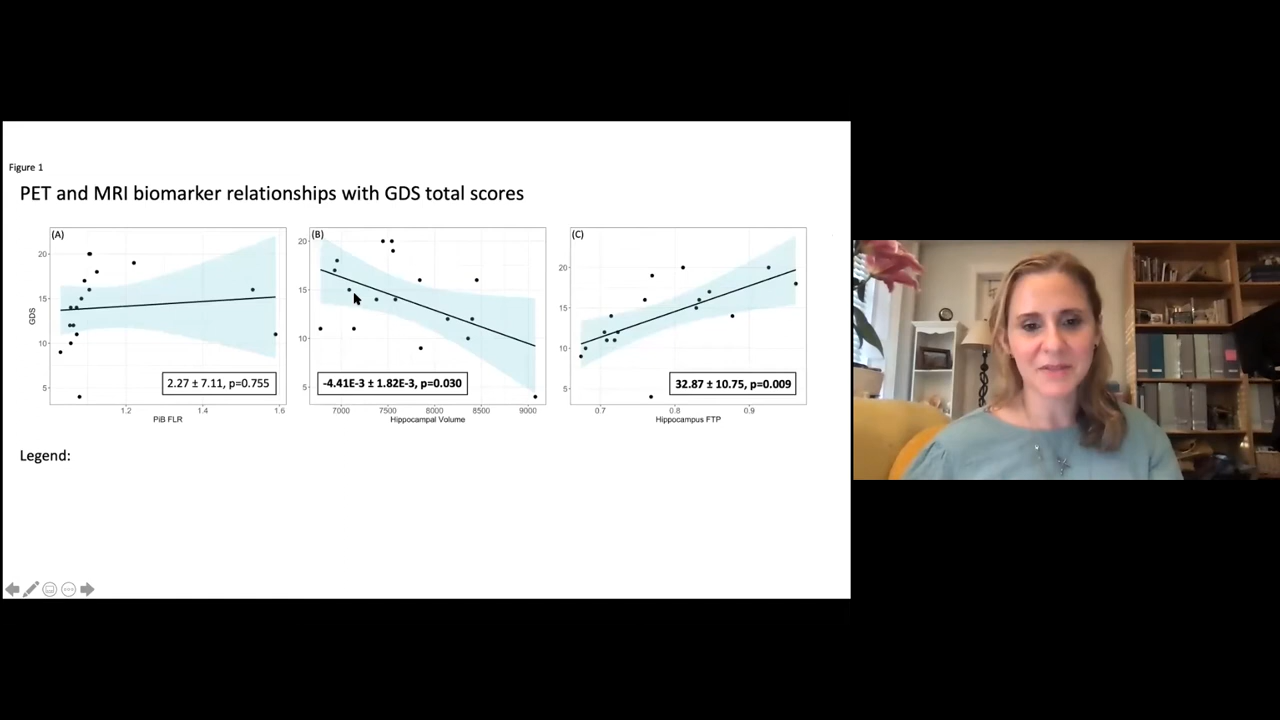 Figure 1
PET and MRI biomarker relationships with GDS total scores
(A)
GDS
20
15
10
5
2.27 ± 7.11, p=0.755
1.2
1.4
1.6
PiB FLR
(B)
20
15
10
5
-4.41E-3 ± 1.82E-3, p=0.030
7000
7500
8000
8500
9000
Hippocampal Volume
(C)
20
15
10
5
32.87 ± 10.75, p=0.009
0.7
0.8
0.9
Hippocampus FTP
Legend: